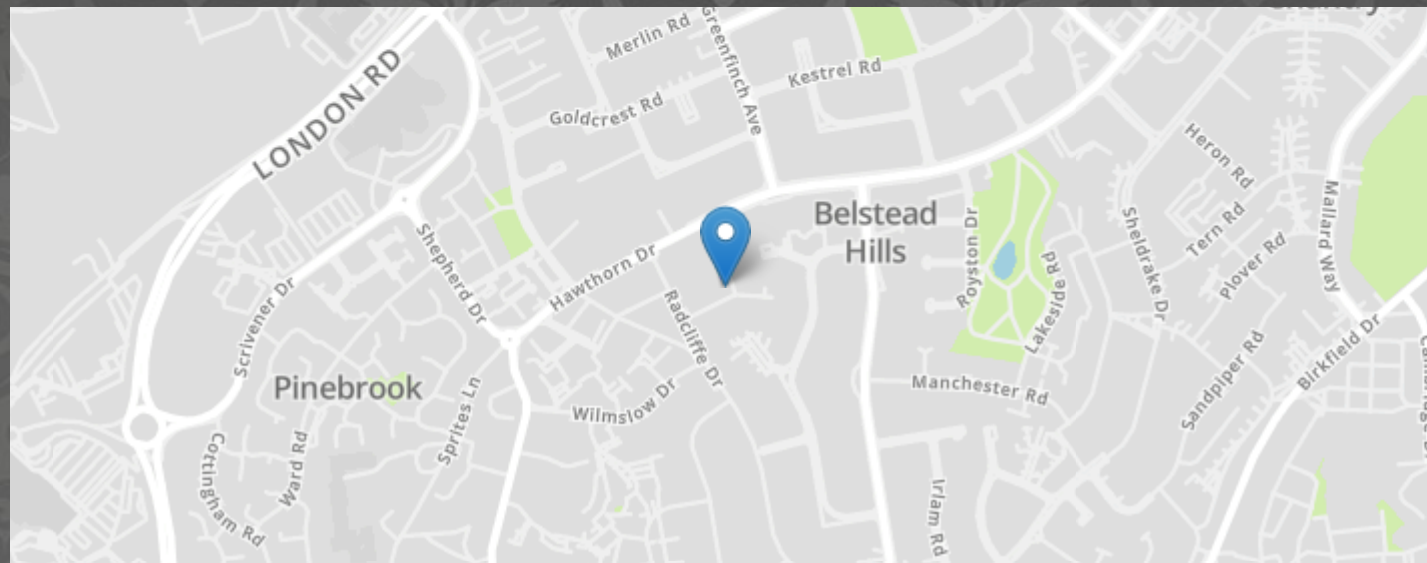 Merlin Rd
Greenfinch Ave
Kestrel Rd
LONDON RD
Goldcrest Rd
Heron Rd
Mallard Way
Belstead
Hills
Tern Rd
Sheldrake Dr
Royston Dr
Plover Rd
Shepherd Dr
Hawthorn Dr
Lakeside Rd
Scrivener Dr
Radcliffe Dr
Birkfield Dr
Sandpiper Rd
Pinebrook
Manchester Rd
Wilmslow Dr
Sprites Ln
Cottingham Rd
Ward Rd
Irlam Rd